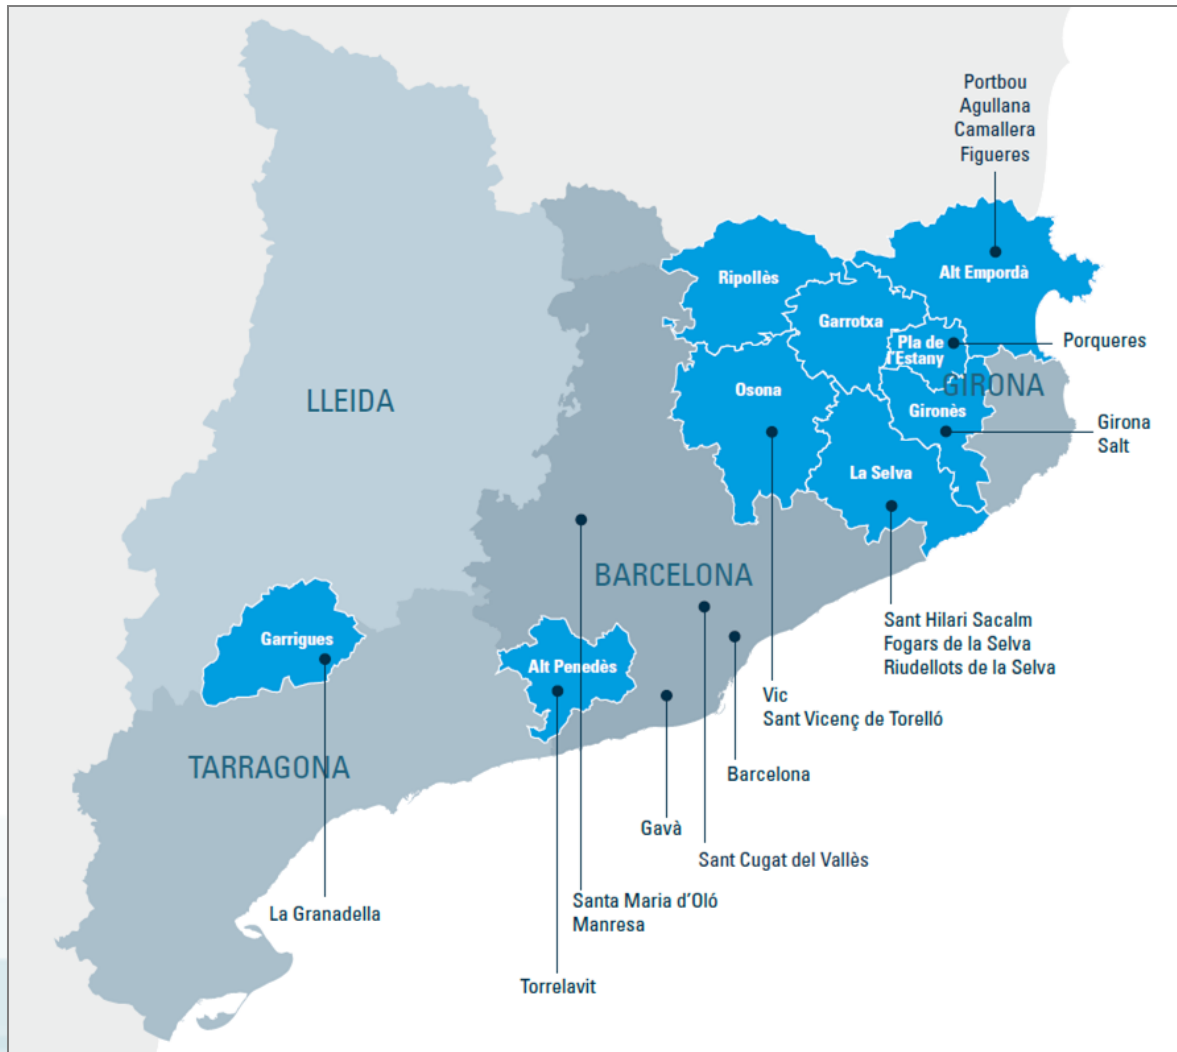 Portbou
Agullana
Camallera
Figueres
Ripollès
Alt Empordà
Garrotxa
Pla de
l'Estany
Porqueres
GIRONA
Osona
LLEIDA
Gironès
Girona
Salt
La Selva
BARCELONA
Garrigues
Alt Penedès
Sant Hilari Sacalm
Fogars de la Selva
Riudellots de la Selva
Vic
Sant Vicenç de Torelló
TARRAGONA
Barcelona
Gavà
Sant Cugat del Vallès
La Granadella
Santa Maria d’Oló
Manresa
Torrelavit